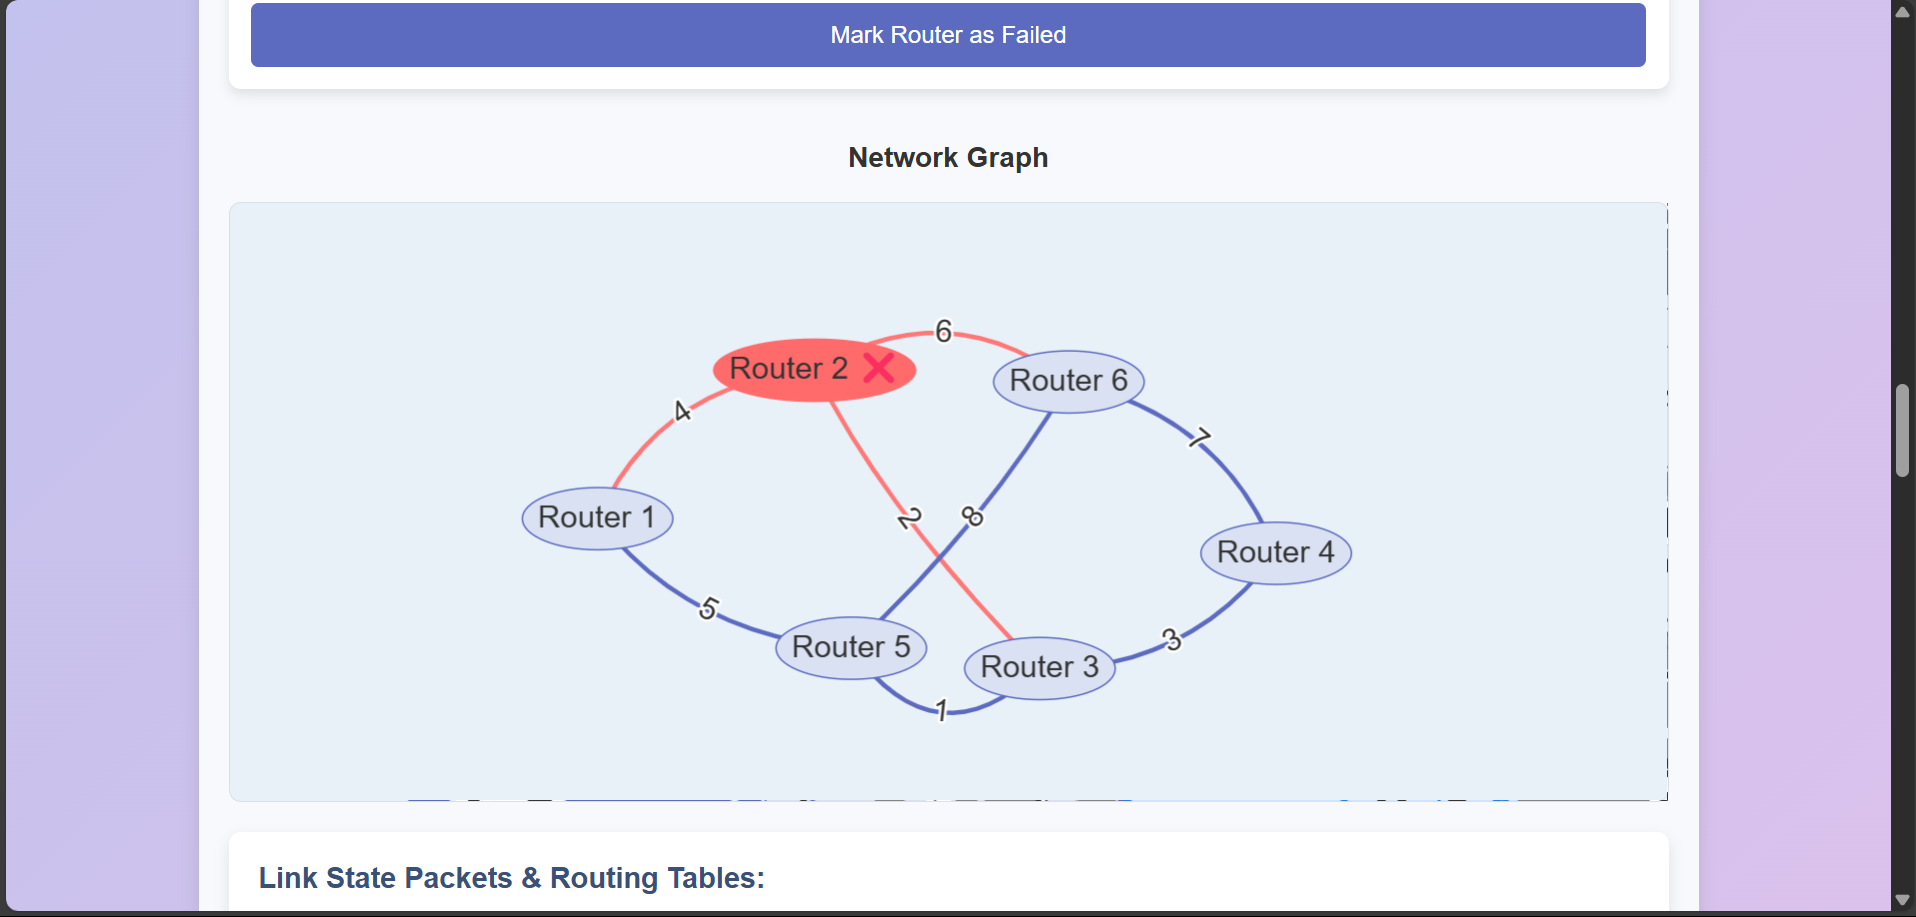 Mark Router as Failed
Network Graph
6
Router 2 ❌
Router 6
4
7
Router 1
2
8
Router 4
5
Router 5
3
Router 3
1
Link State Packets & Routing Tables: